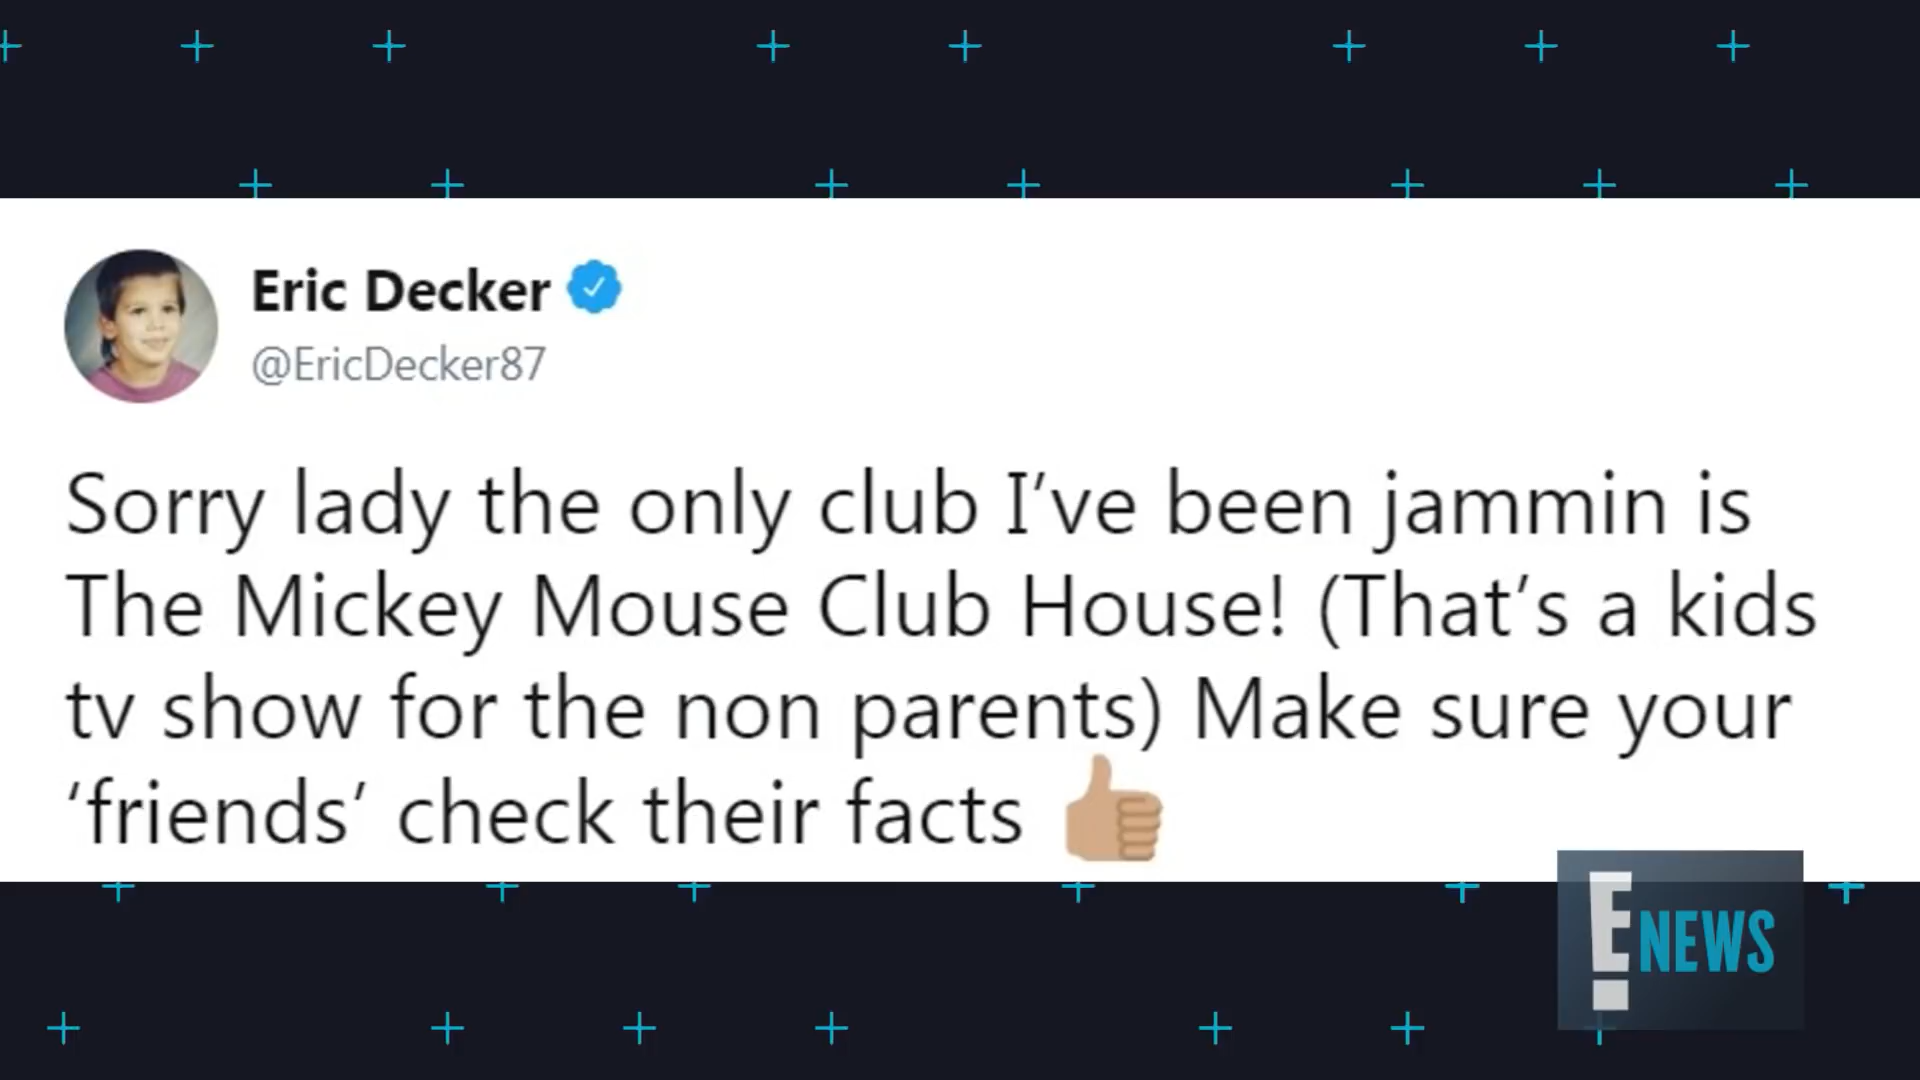 Eric Decker
@EricDecker87
Sorry lady the only club I’ve been jammin is
The Mickey Mouse Club House! (That’s a kids
tv show for the non parents) Make sure your
‘friends’ check their facts 👍🏽
E! NEWS